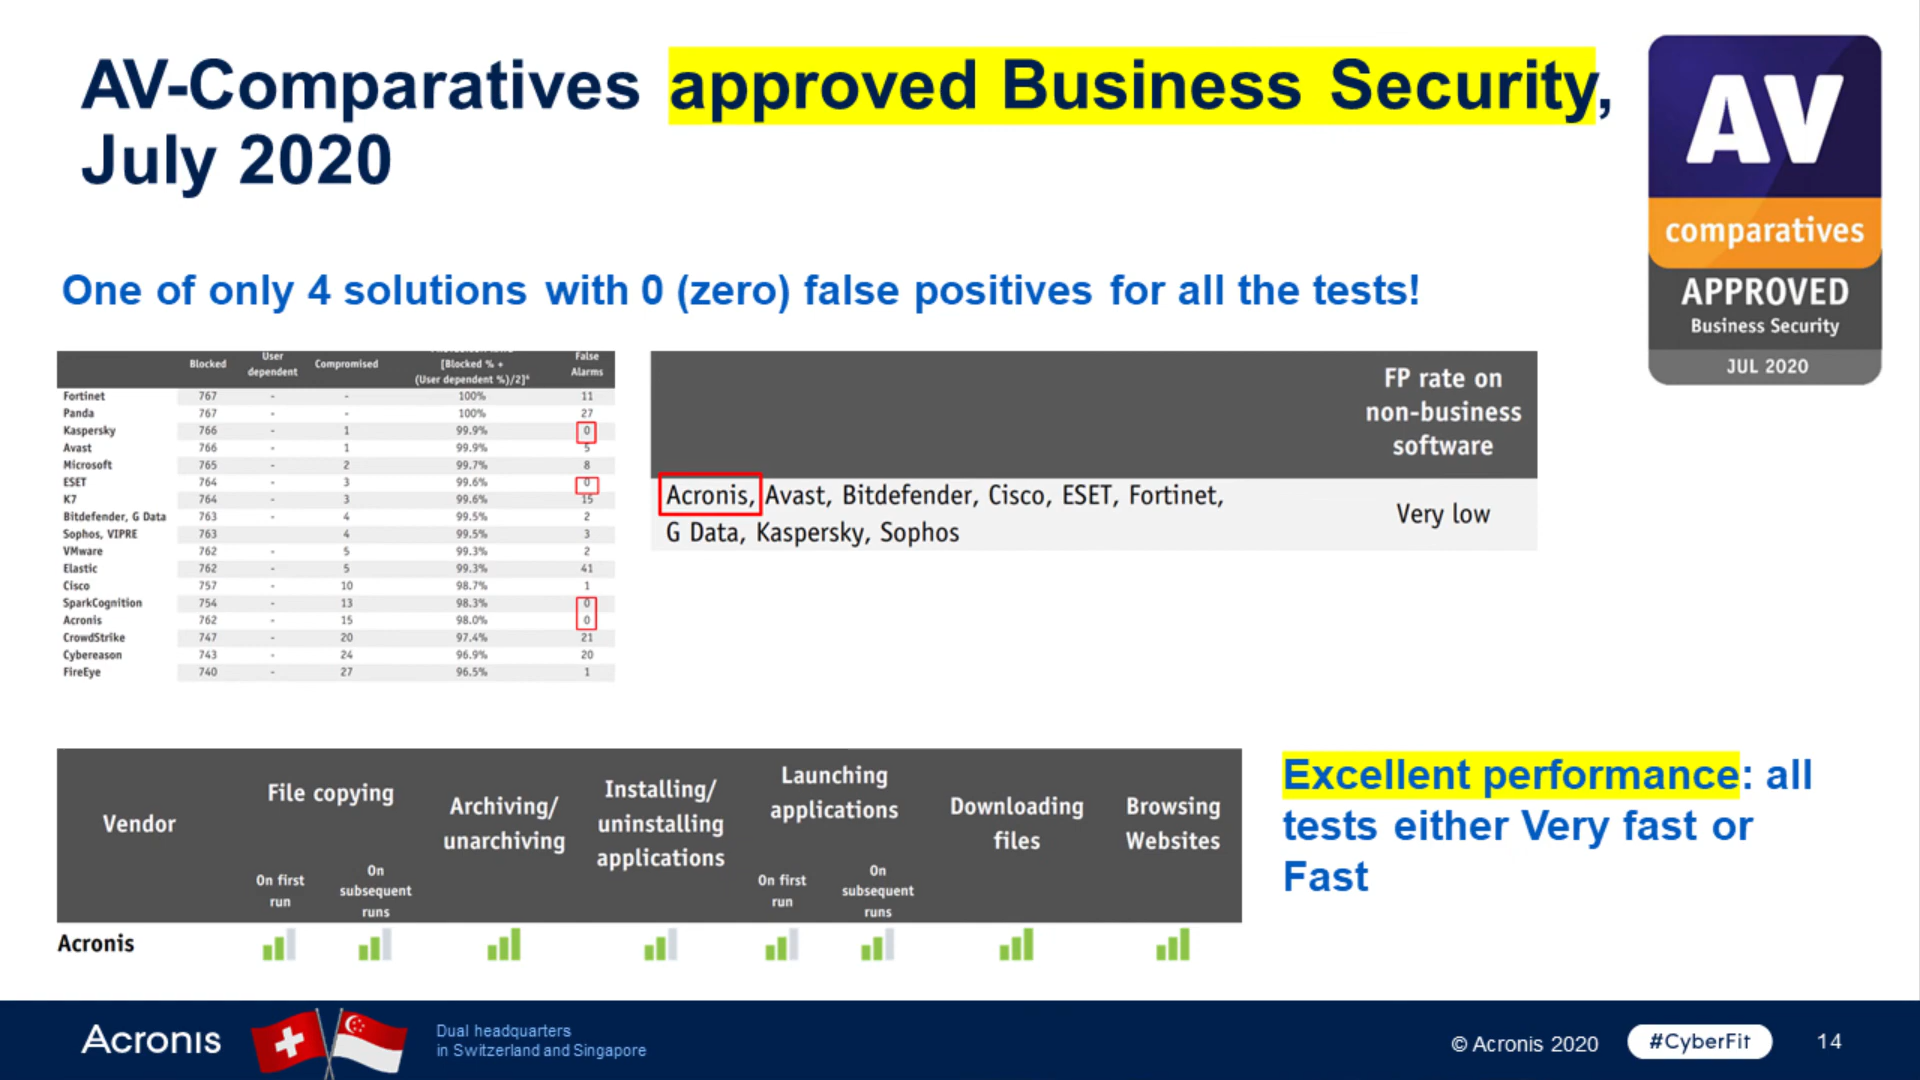 AV-Comparatives approved Business Security,
July 2020
AV
comparatives
APPROVED
Business Security
JUL 2020
One of only 4 solutions with 0 (zero) false positives for all the tests!
Blocked User dependent Compromised [Blocked % + (User dependent %)/2]* False Alarms
Fortinet 767 - - 100% 11
Panda 767 - - 100% 27
Kaspersky 766 - 1 99.9% 0
Avast 766 - 1 99.9% 5
Microsoft 765 - 2 99.7% 8
ESET 764 - 3 99.6% 0
K7 764 - 3 99.6% 15
Bitdefender, G Data 763 - 4 99.5% 2
Sophos, VIPRE 763 4 99.5% 3
VMware 762 - 5 99.3% 2
Elastic 762 - 5 99.3% 41
Cisco 757 - 10 98.7% 1
SparkCognition 754 - 13 98.3% 0
Acronis 762 - 15 98.0% 0
CrowdStrike 747 - 20 97.4% 21
Cybereason 743 - 24 96.9% 20
FireEye 740 - 27 96.5% 1
FP rate on
non-business
software
Acronis, Avast, Bitdefender, Cisco, ESET, Fortinet,
G Data, Kaspersky, Sophos
Very low
Vendor
File copying
On first
run
On
subsequent
runs
Archiving/
unarchiving
Installing/
uninstalling
applications
Launching
applications
On first
run
On
subsequent
runs
Downloading
files
Browsing
Websites
Acronis
Excellent performance: all
tests either Very fast or
Fast
Acronis
Dual headquarters
in Switzerland and Singapore
© Acronis 2020
#CyberFit
14